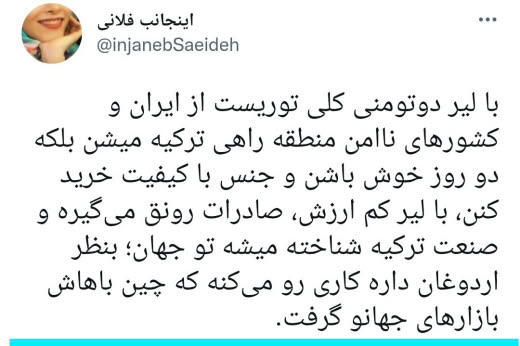 اینجانب فلانی
@injanebSaeideh
با لیر دوتومنی کلی توریست از ایران و
کشورهای ناامن منطقه راهی ترکیه میشن بلکه
دو روز خوش باشن و جنس با کیفیت خرید
کنن، با لیر کم ارزش، صادرات رونق می‌گیره و
صنعت ترکیه شناخته میشه تو جهان؛ بنظر
اردوغان داره کاری رو می‌کنه که چین باهاش
بازارهای جهانو گرفت.